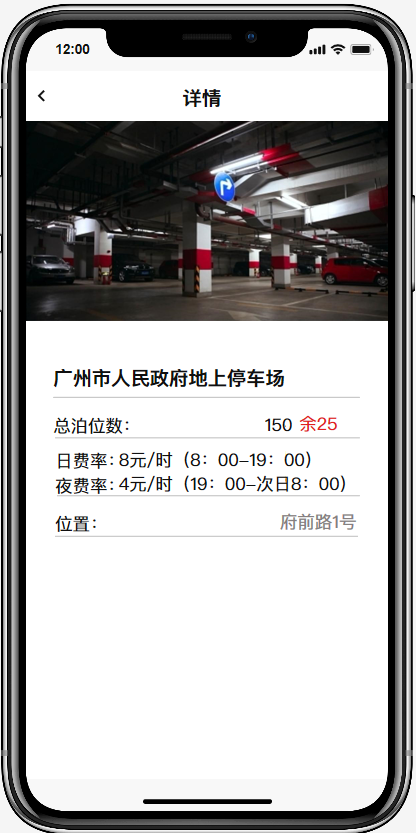 12:00
详情
广州市人民政府地上停车场
总泊位数： 150 余25
日费率：8元/时（8：00-19：00）
夜费率：4元/时（19：00-次日8：00）
位置： 府前路1号